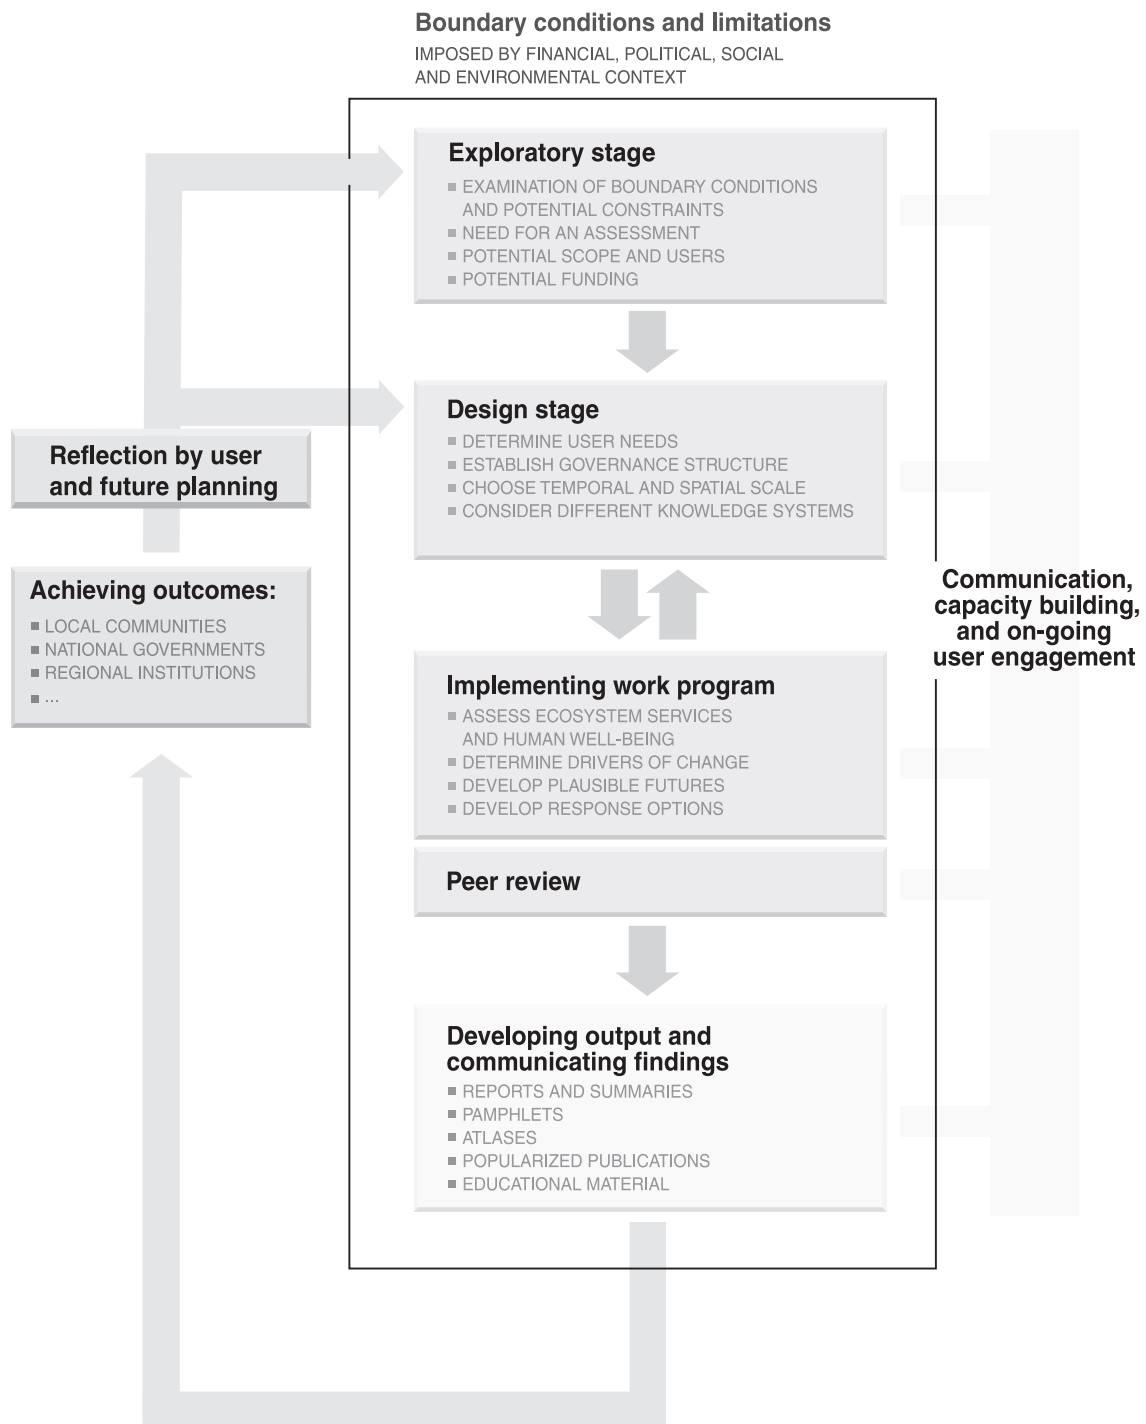 Boundary conditions and limitations
IMPOSED BY FINANCIAL, POLITICAL, SOCIAL
AND ENVIRONMENTAL CONTEXT
Exploratory stage
EXAMINATION OF BOUNDARY CONDITIONS
AND POTENTIAL CONSTRAINTS
NEED FOR AN ASSESSMENT
POTENTIAL SCOPE AND USERS
POTENTIAL FUNDING
Design stage
DETERMINE USER NEEDS
ESTABLISH GOVERNANCE STRUCTURE
CHOOSE TEMPORAL AND SPATIAL SCALE
CONSIDER DIFFERENT KNOWLEDGE SYSTEMS
Reflection by user
and future planning
Achieving outcomes:
LOCAL COMMUNITIES
NATIONAL GOVERNMENTS
REGIONAL INSTITUTIONS
...
Communication,
capacity building,
and on-going
user engagement
Implementing work program
ASSESS ECOSYSTEM SERVICES
AND HUMAN WELL-BEING
DETERMINE DRIVERS OF CHANGE
DEVELOP PLAUSIBLE FUTURES
DEVELOP RESPONSE OPTIONS
Peer review
Developing output and
communicating findings
REPORTS AND SUMMARIES
PAMPHLETS
ATLASES
POPULARIZED PUBLICATIONS
EDUCATIONAL MATERIAL